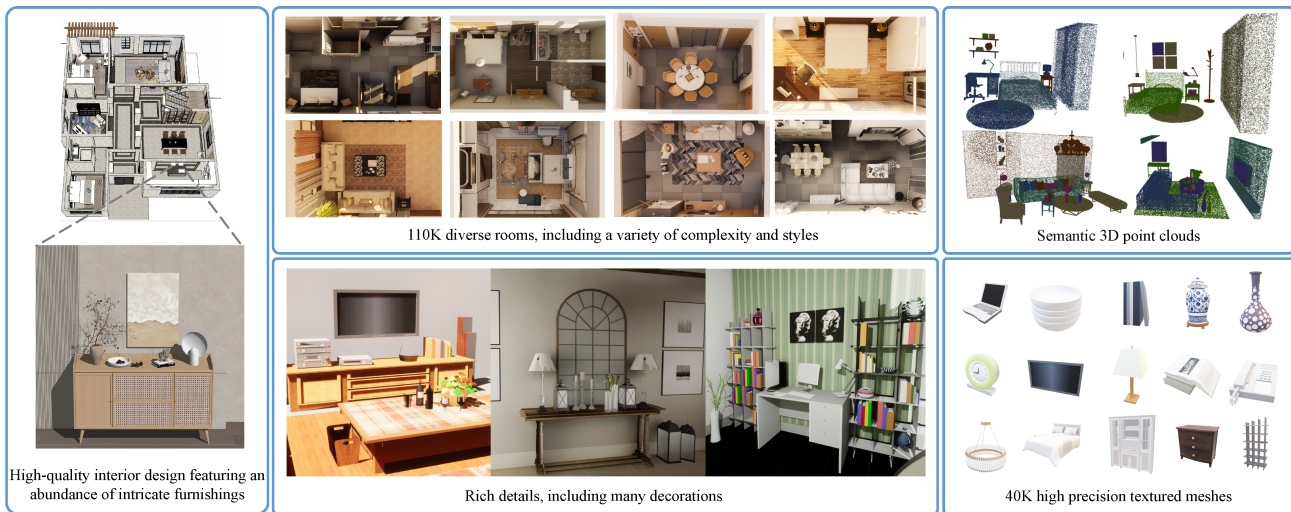 High-quality interior design featuring an
abundance of intricate furnishings
110K diverse rooms, including a variety of complexity and styles
Rich details, including many decorations
Semantic 3D point clouds
40K high precision textured meshes